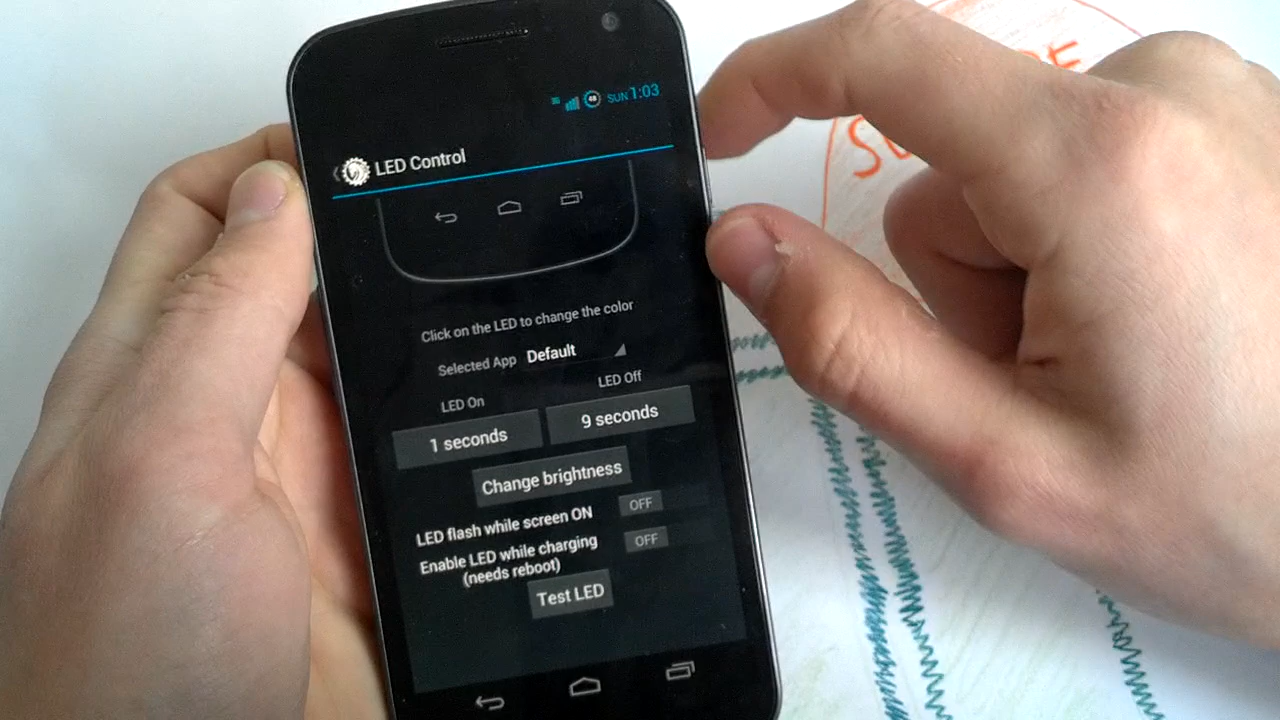 48 SUN 1:03
LED Control
Click on the LED to change the color
Selected App Default
LED On LED Off
1 seconds 9 seconds
Change brightness
LED flash while screen ON OFF
Enable LED while charging OFF
(needs reboot)
Test LED